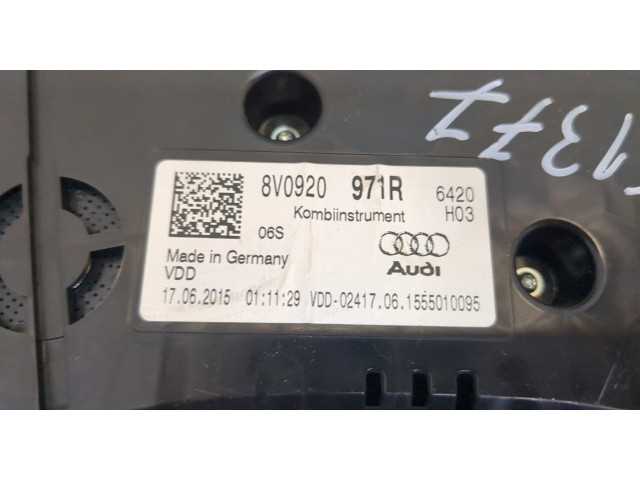 1377
8V0920 971R 6420
Kombiinstrument H03
06S
Made in Germany
VDD Audi
17.06.2015 01:11:29 VDD-02417.06.1555010095